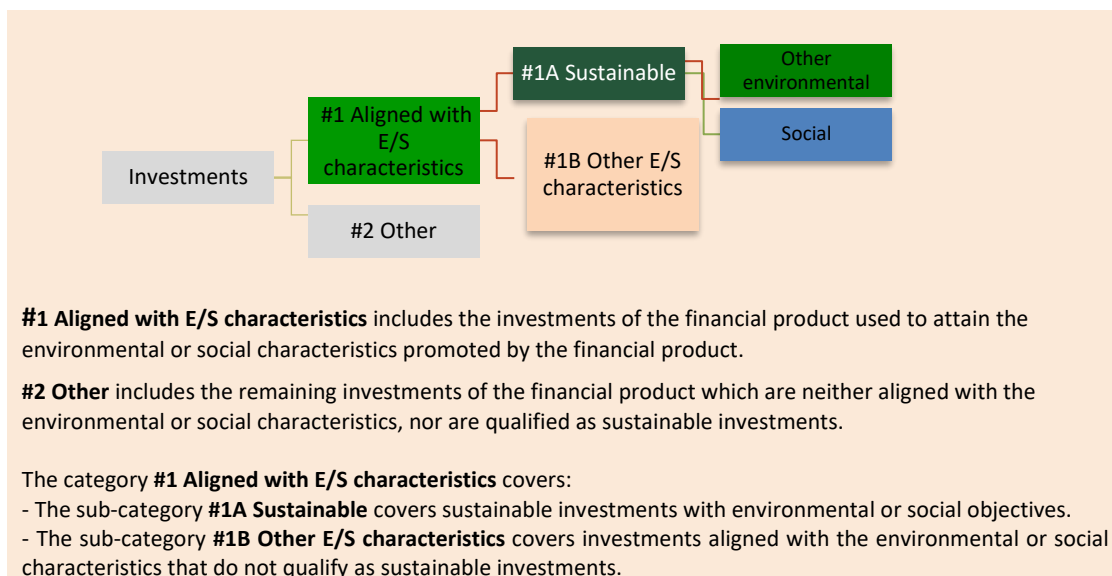 #1A Sustainable
Other
environmental
#1 Aligned with
E/S
characteristics
Social
#1B Other E/S
characteristics
Investments
#2 Other
#1 Aligned with E/S characteristics includes the investments of the financial product used to attain the
environmental or social characteristics promoted by the financial product.
#2 Other includes the remaining investments of the financial product which are neither aligned with the
environmental or social characteristics, nor are qualified as sustainable investments.
The category #1 Aligned with E/S characteristics covers:
- The sub-category #1A Sustainable covers sustainable investments with environmental or social objectives.
- The sub-category #1B Other E/S characteristics covers investments aligned with the environmental or social
characteristics that do not qualify as sustainable investments.